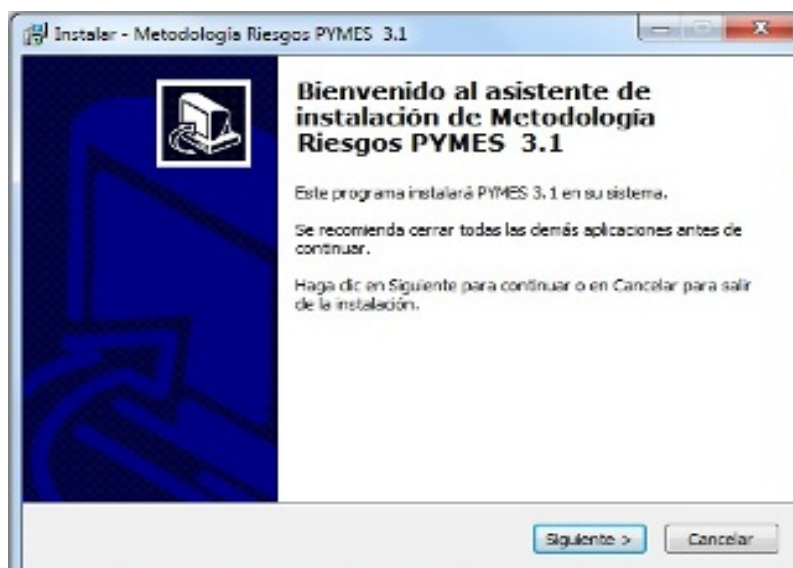 Instalar - Metodología Riesgos PYMES 3.1
Bienvenido al asistente de
instalación de Metodología
Riesgos PYMES 3.1
Este programa instalará PYMES 3.1 en su sistema.
Se recomienda cerrar todas las demás aplicaciones antes de
continuar.
Haga clic en Siguiente para continuar o en Cancelar para salir
de la instalación.
Siguiente >
Cancelar